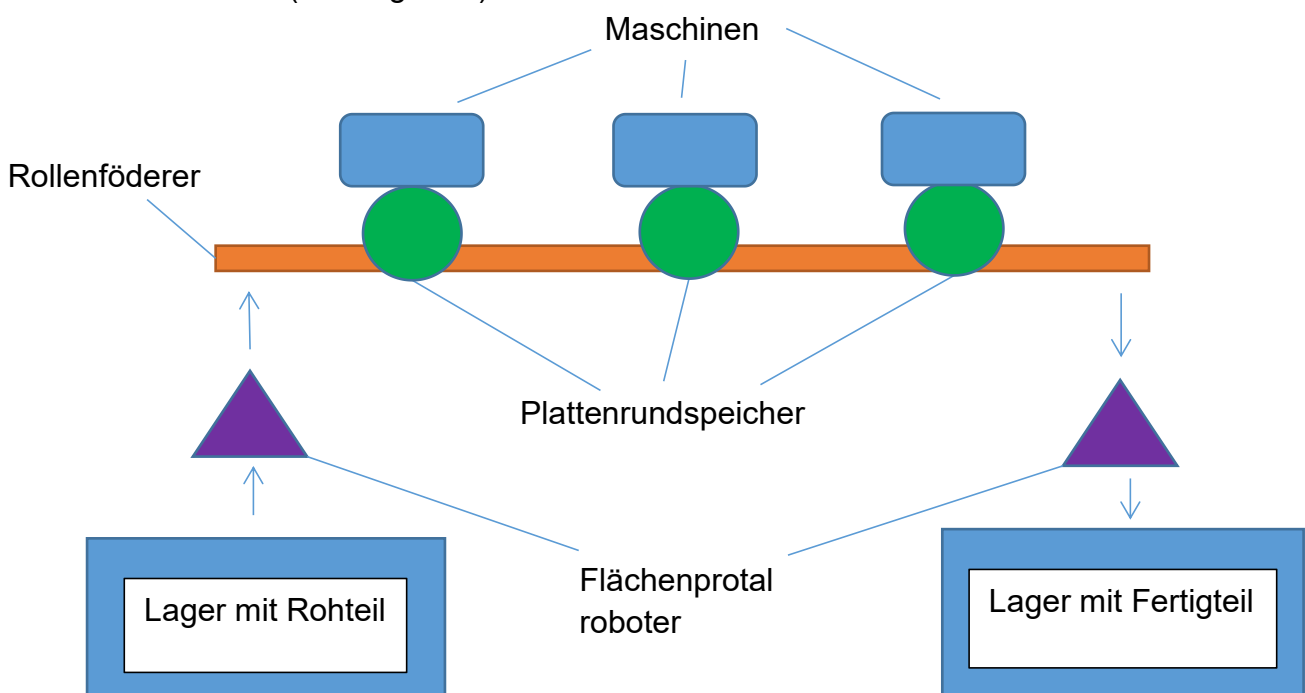 Maschinen
Rollenföderer
Plattenrundspeicher
Flächenprotal
roboter
Lager mit Rohteil
Lager mit Fertigteil